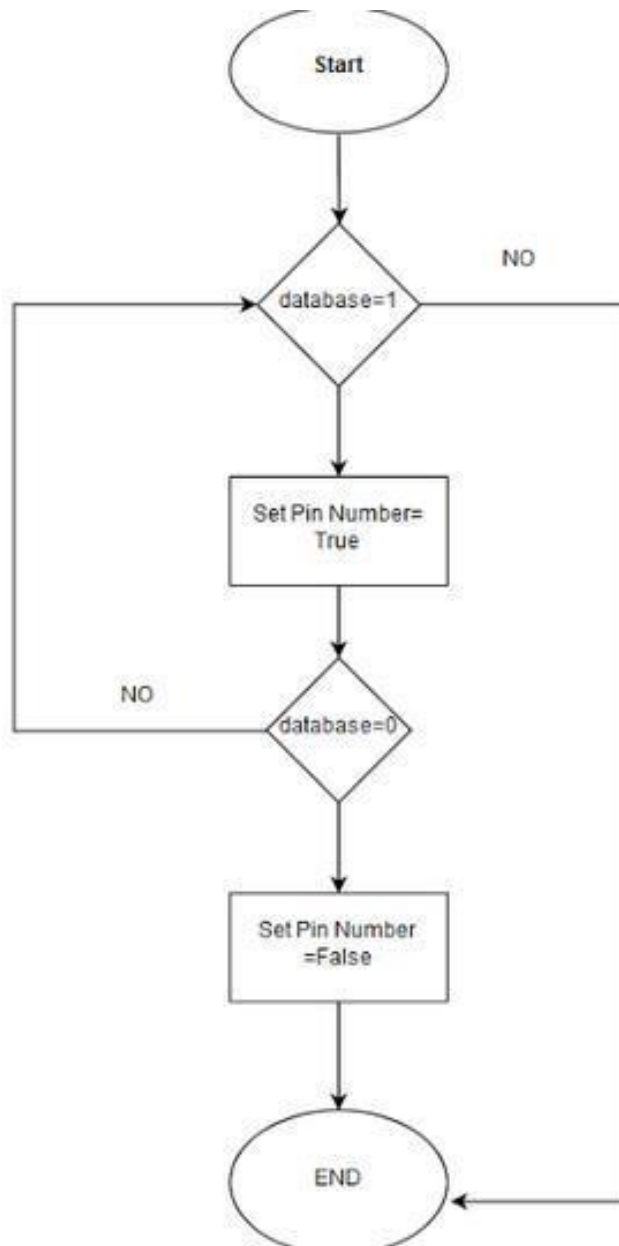 Start
NO
database=1
Set Pin Number=
True
NO
database=0
Set Pin Number
=False
END